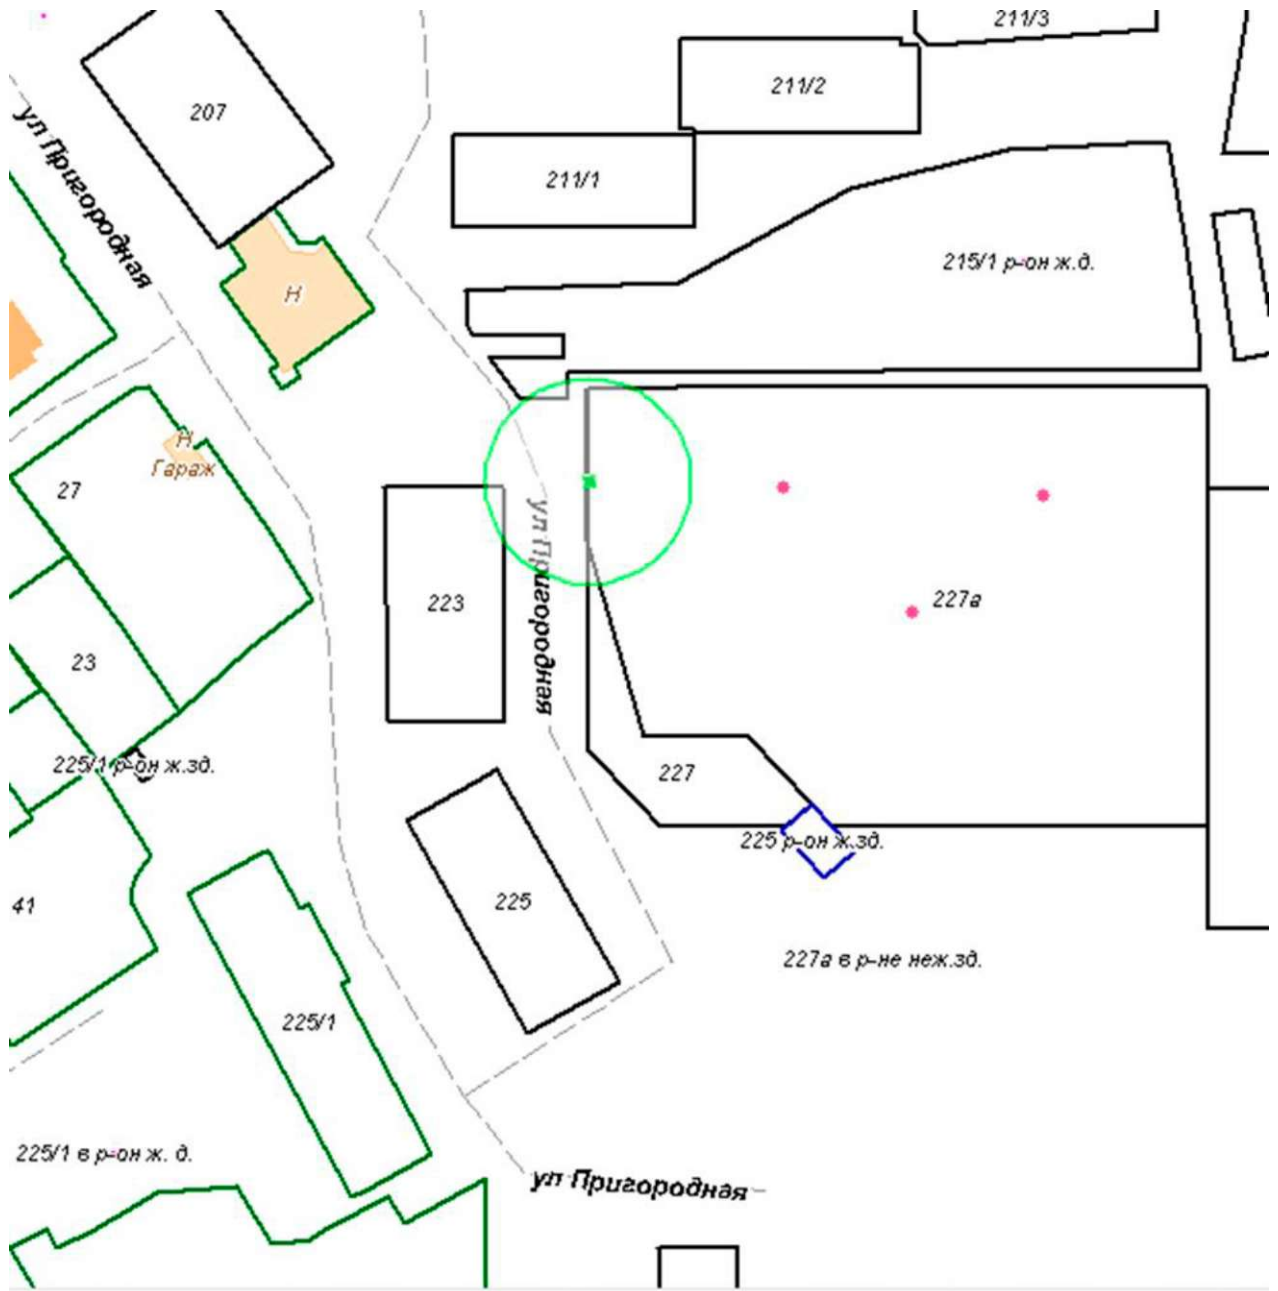 211/3
211/2
207
ул Пригородная
211/1
215/1 р-он ж.д.
Н
Н
Гараж
27
ул Пригородная
223
227а
23
225/1 р-он ж.зд.
227
225 р-он ж.зд.
225
41
227а в р-не неж.зд.
225/1
225/1 в р-он ж. д.
ул Пригородная